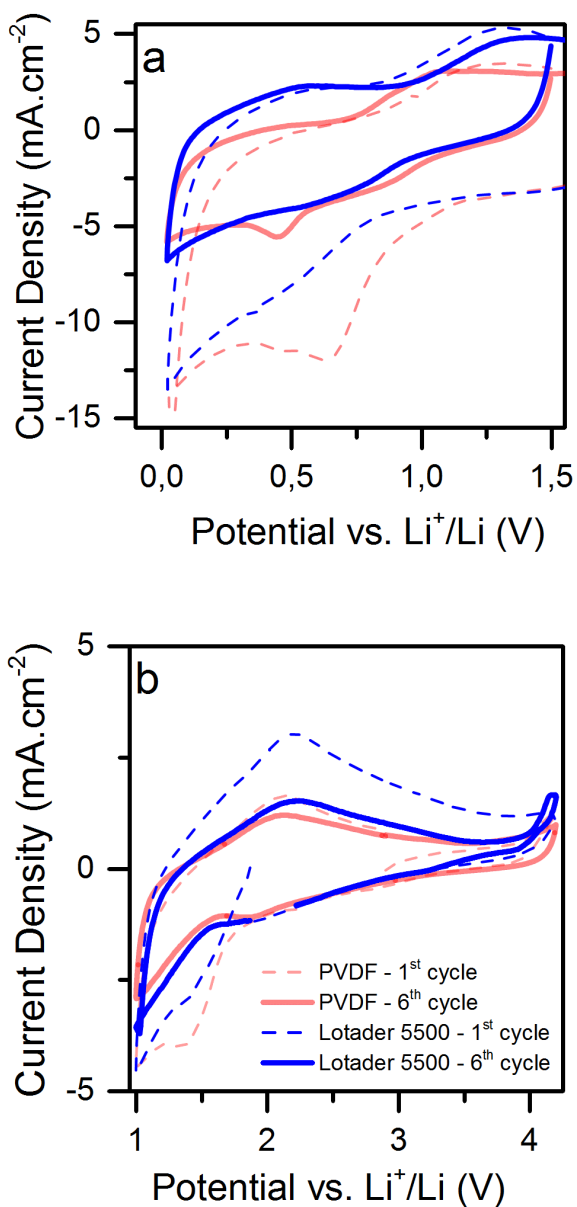 a
5
0
-5
-10
-15
Current Density (mA.cm⁻²)
0,0 0,5 1,0 1,5
Potential vs. Li⁺/Li (V)
b
5
0
-5
Current Density (mA.cm⁻²)
PVDF - 1ˢᵗ cycle
PVDF - 6ᵗʰ cycle
Lotader 5500 - 1ˢᵗ cycle
Lotader 5500 - 6ᵗʰ cycle
1 2 3 4
Potential vs. Li⁺/Li (V)